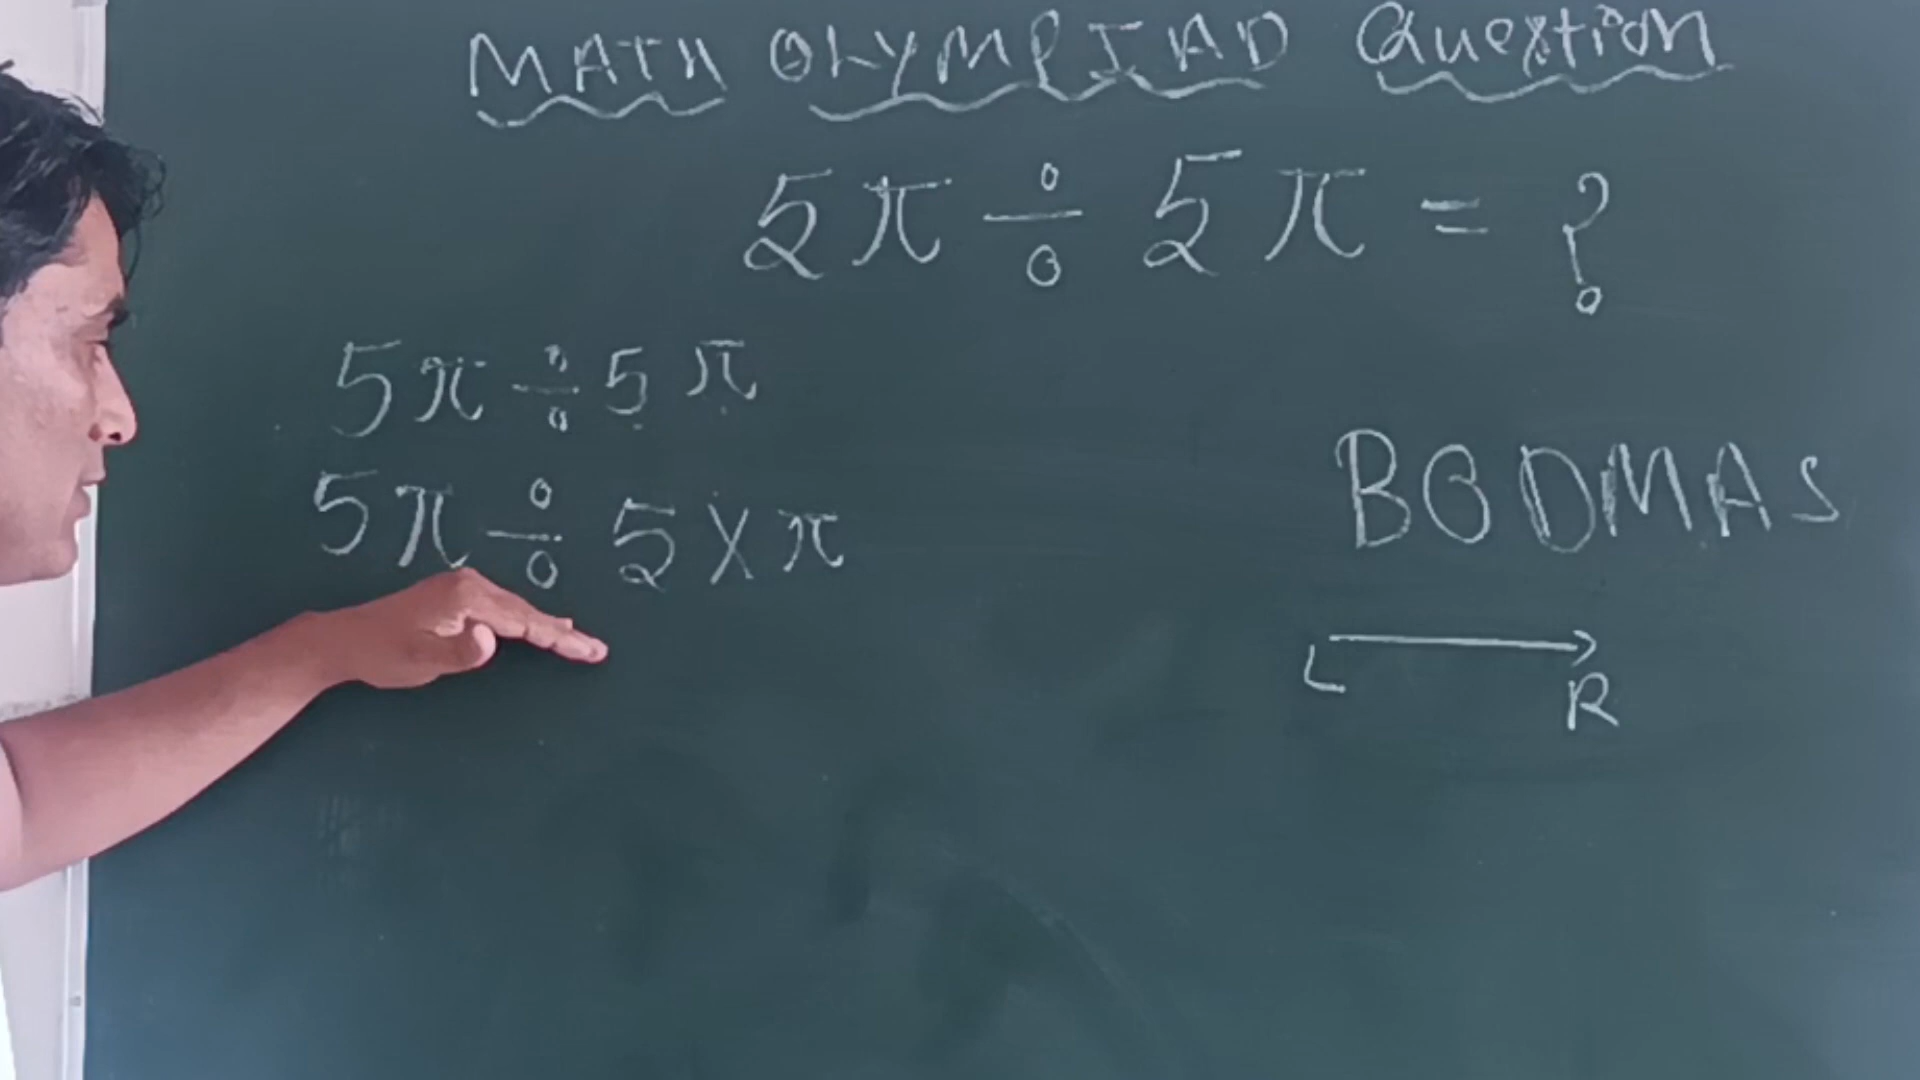 MATH OLYMPIAD Question
5π ÷ 5π = ?
5π ÷ 5π
5π ÷ 5 × π
BODMAS
L → R